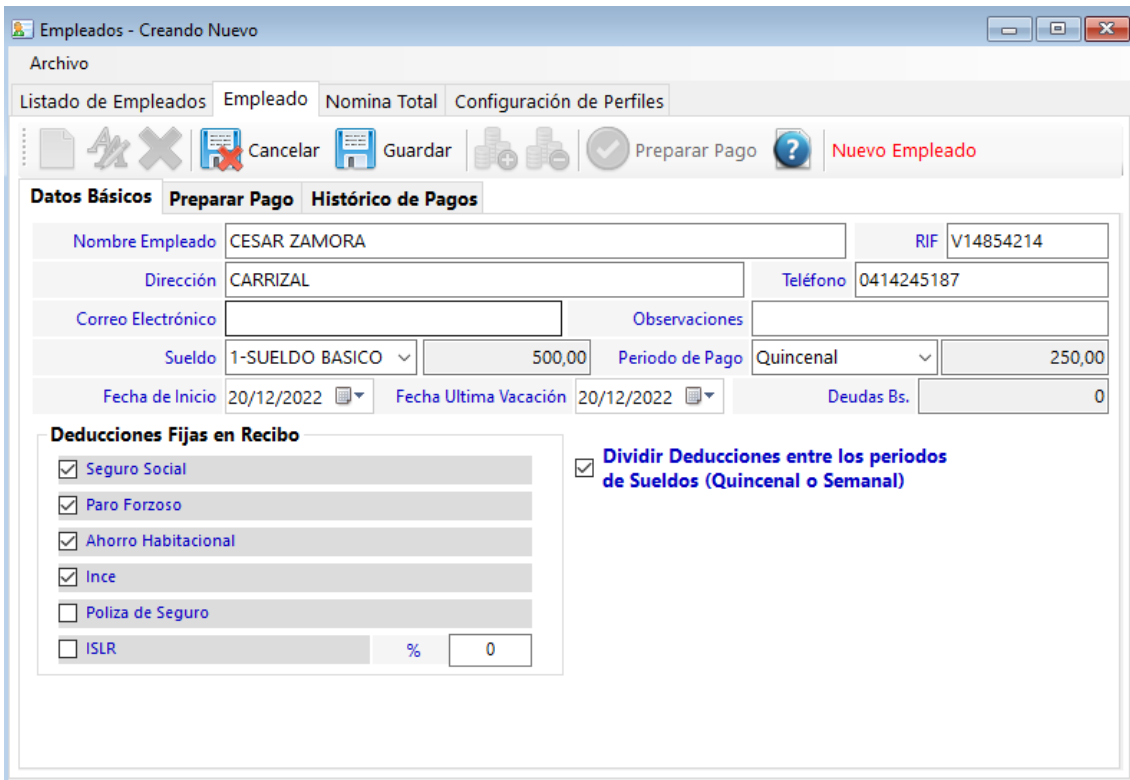 Empleados - Creando Nuevo
Archivo
Listado de Empleados Empleado Nomina Total Configuración de Perfiles
Cancelar Guardar Preparar Pago ? Nuevo Empleado
Datos Básicos Preparar Pago Histórico de Pagos
Nombre Empleado CESAR ZAMORA RIF V14854214
Dirección CARRIZAL Teléfono 0414245187
Correo Electrónico Observaciones
Sueldo 1-SUELDO BASICO 500,00 Periodo de Pago Quincenal 250,00
Fecha de Inicio 20/12/2022 Fecha Ultima Vacación 20/12/2022 Deudas Bs. 0
Deducciones Fijas en Recibo
Seguro Social
Dividir Deducciones entre los periodos
de Sueldos (Quincenal o Semanal)
Paro Forzoso
Ahorro Habitacional
Ince
Poliza de Seguro
ISLR % 0